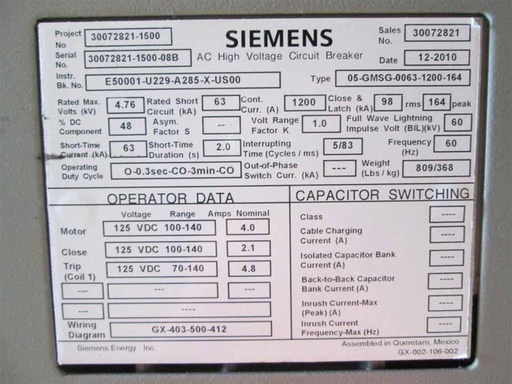 Project No 30072821-1500 SIEMENS Sales No. 30072821
Serial No. 30072821-1500-08B AC High Voltage Circuit Breaker Date 12-2010
Instr. Bk. No. E50001-U229-A285-X-US00 Type 05-GMSG-0063-1200-164
Rated Max. Volts (kV) 4.76 Rated Short Circuit (kA) 63 Cont. Curr. (A) 1200 Close & Latch (kA) 98 rms 164 peak
% DC Component 48 Asym. Factor S -- Volt Range Factor K 1.0 Full Wave Lightning Impulse Volt (BIL)(kV) 60
Short-Time Current (kA) 63 Short-Time Duration (s) 2.0 Interrupting Time (Cycles / ms) 5/83 Frequency (Hz) 60
Operating Duty Cycle O-0.3sec-CO-3min-CO Out-of-Phase Switch Curr. (kA) --- Weight (Lbs / kg) 809/368
OPERATOR DATA
Voltage Range Amps Nominal
Motor 125 VDC 100-140 4.0
Close 125 VDC 100-140 2.1
Trip (Coil 1) 125 VDC 70-140 4.8
--- --- ---
--- --- ---
Wiring Diagram GX-403-500-412
Siemens Energy Inc.
CAPACITOR SWITCHING
Class ----
Cable Charging Current (A) ----
Isolated Capacitor Bank Current (A) ----
Back-to-Back Capacitor Bank Current (A) ----
Inrush Current-Max (Peak) (A) ----
Inrush Current Frequency-Max (Hz) ----
Assembled in Queretaro, Mexico
GX-002-106-002